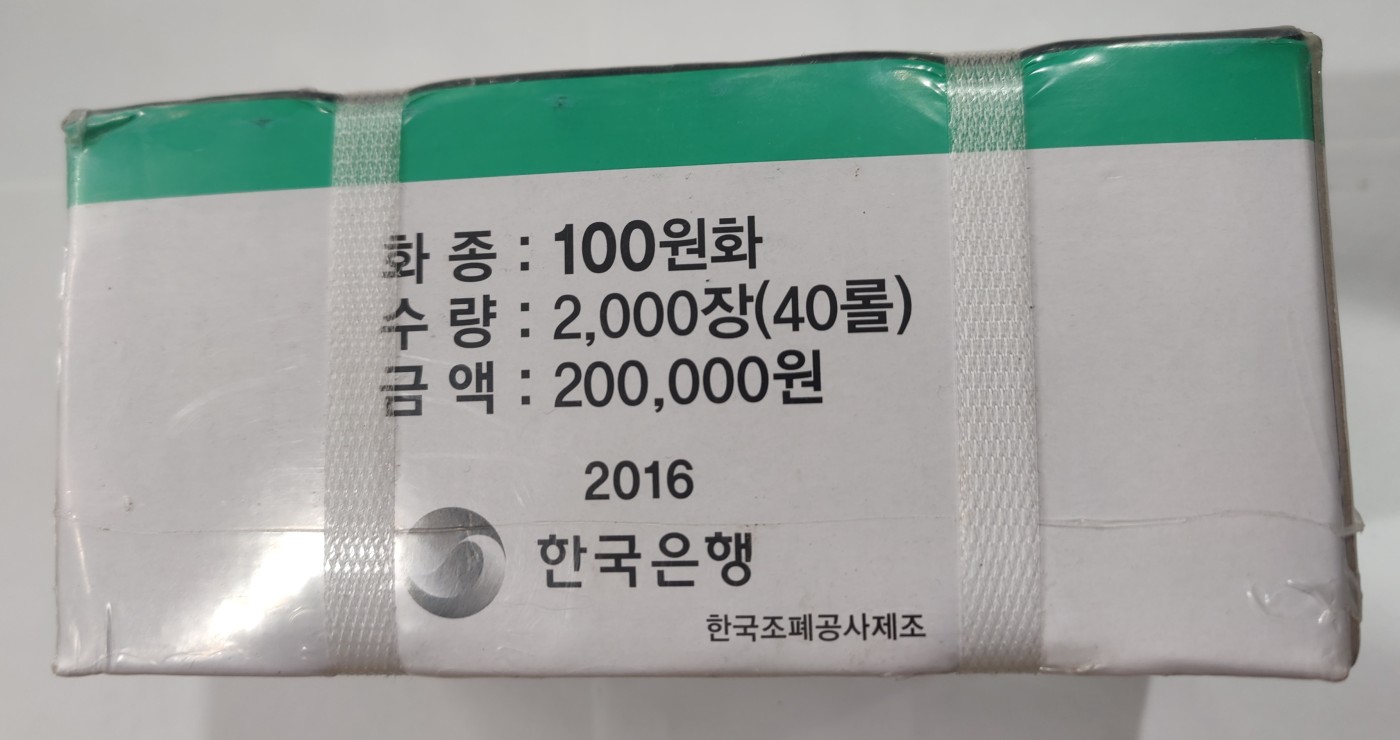 화 종 : 100원화
수 량 : 2,000장(40롤)
금 액 : 200,000원
2016
한국은행
한국조폐공사제조